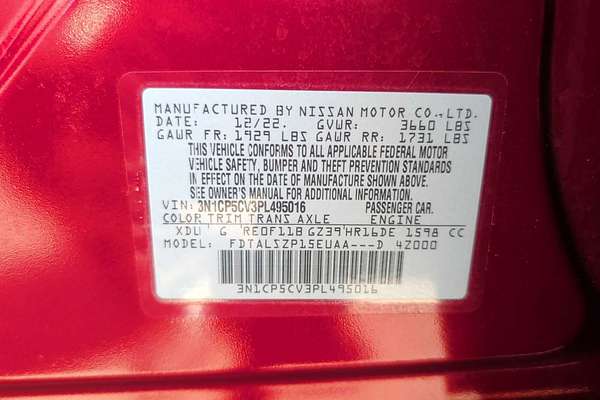 MANUFACTURED BY NISSAN MOTOR CO.,LTD.
DATE: 12/22. GVWR: 3660 LBS
GAWR FR: 1929 LBS GAWR RR: 1731 LBS
THIS VEHICLE CONFORMS TO ALL APPLICABLE FEDERAL MOTOR
VEHICLE SAFETY, BUMPER AND THEFT PREVENTION STANDARDS
IN EFFECT ON THE DATE OF MANUFACTURE SHOWN ABOVE.
SEE OWNER'S MANUAL FOR ADDITIONAL INFORMATION.
VIN: 3N1CP5CV3PL495016 PASSENGER CAR.
COLOR TRIM TRANS AXLE ENGINE
XDU G RE0F11B GZ39 HR16DE 1598 CC
MODEL: FDTALSZP15EUAA---D 4Z000
3N1CP5CV3PL495016